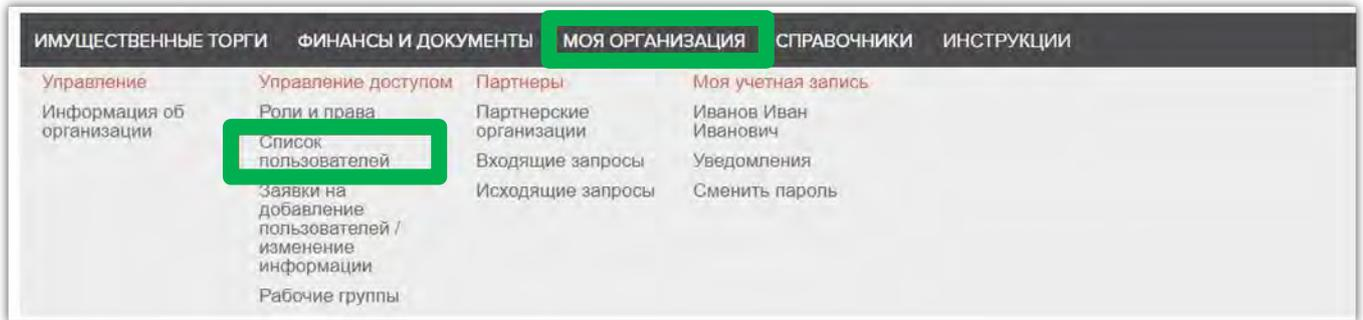 ИМУЩЕСТВЕННЫЕ ТОРГИ ФИНАНСЫ И ДОКУМЕНТЫ МОЯ ОРГАНИЗАЦИЯ СПРАВОЧНИКИ ИНСТРУКЦИИ
Управление
Информация об
организации
Управление доступом
Роли и права
Список
пользователей
Заявки на
добавление
пользователей /
изменение
информации
Рабочие группы
Партнеры
Партнерские
организации
Входящие запросы
Исходящие запросы
Моя учетная запись
Иванов Иван
Иванович
Уведомления
Сменить пароль